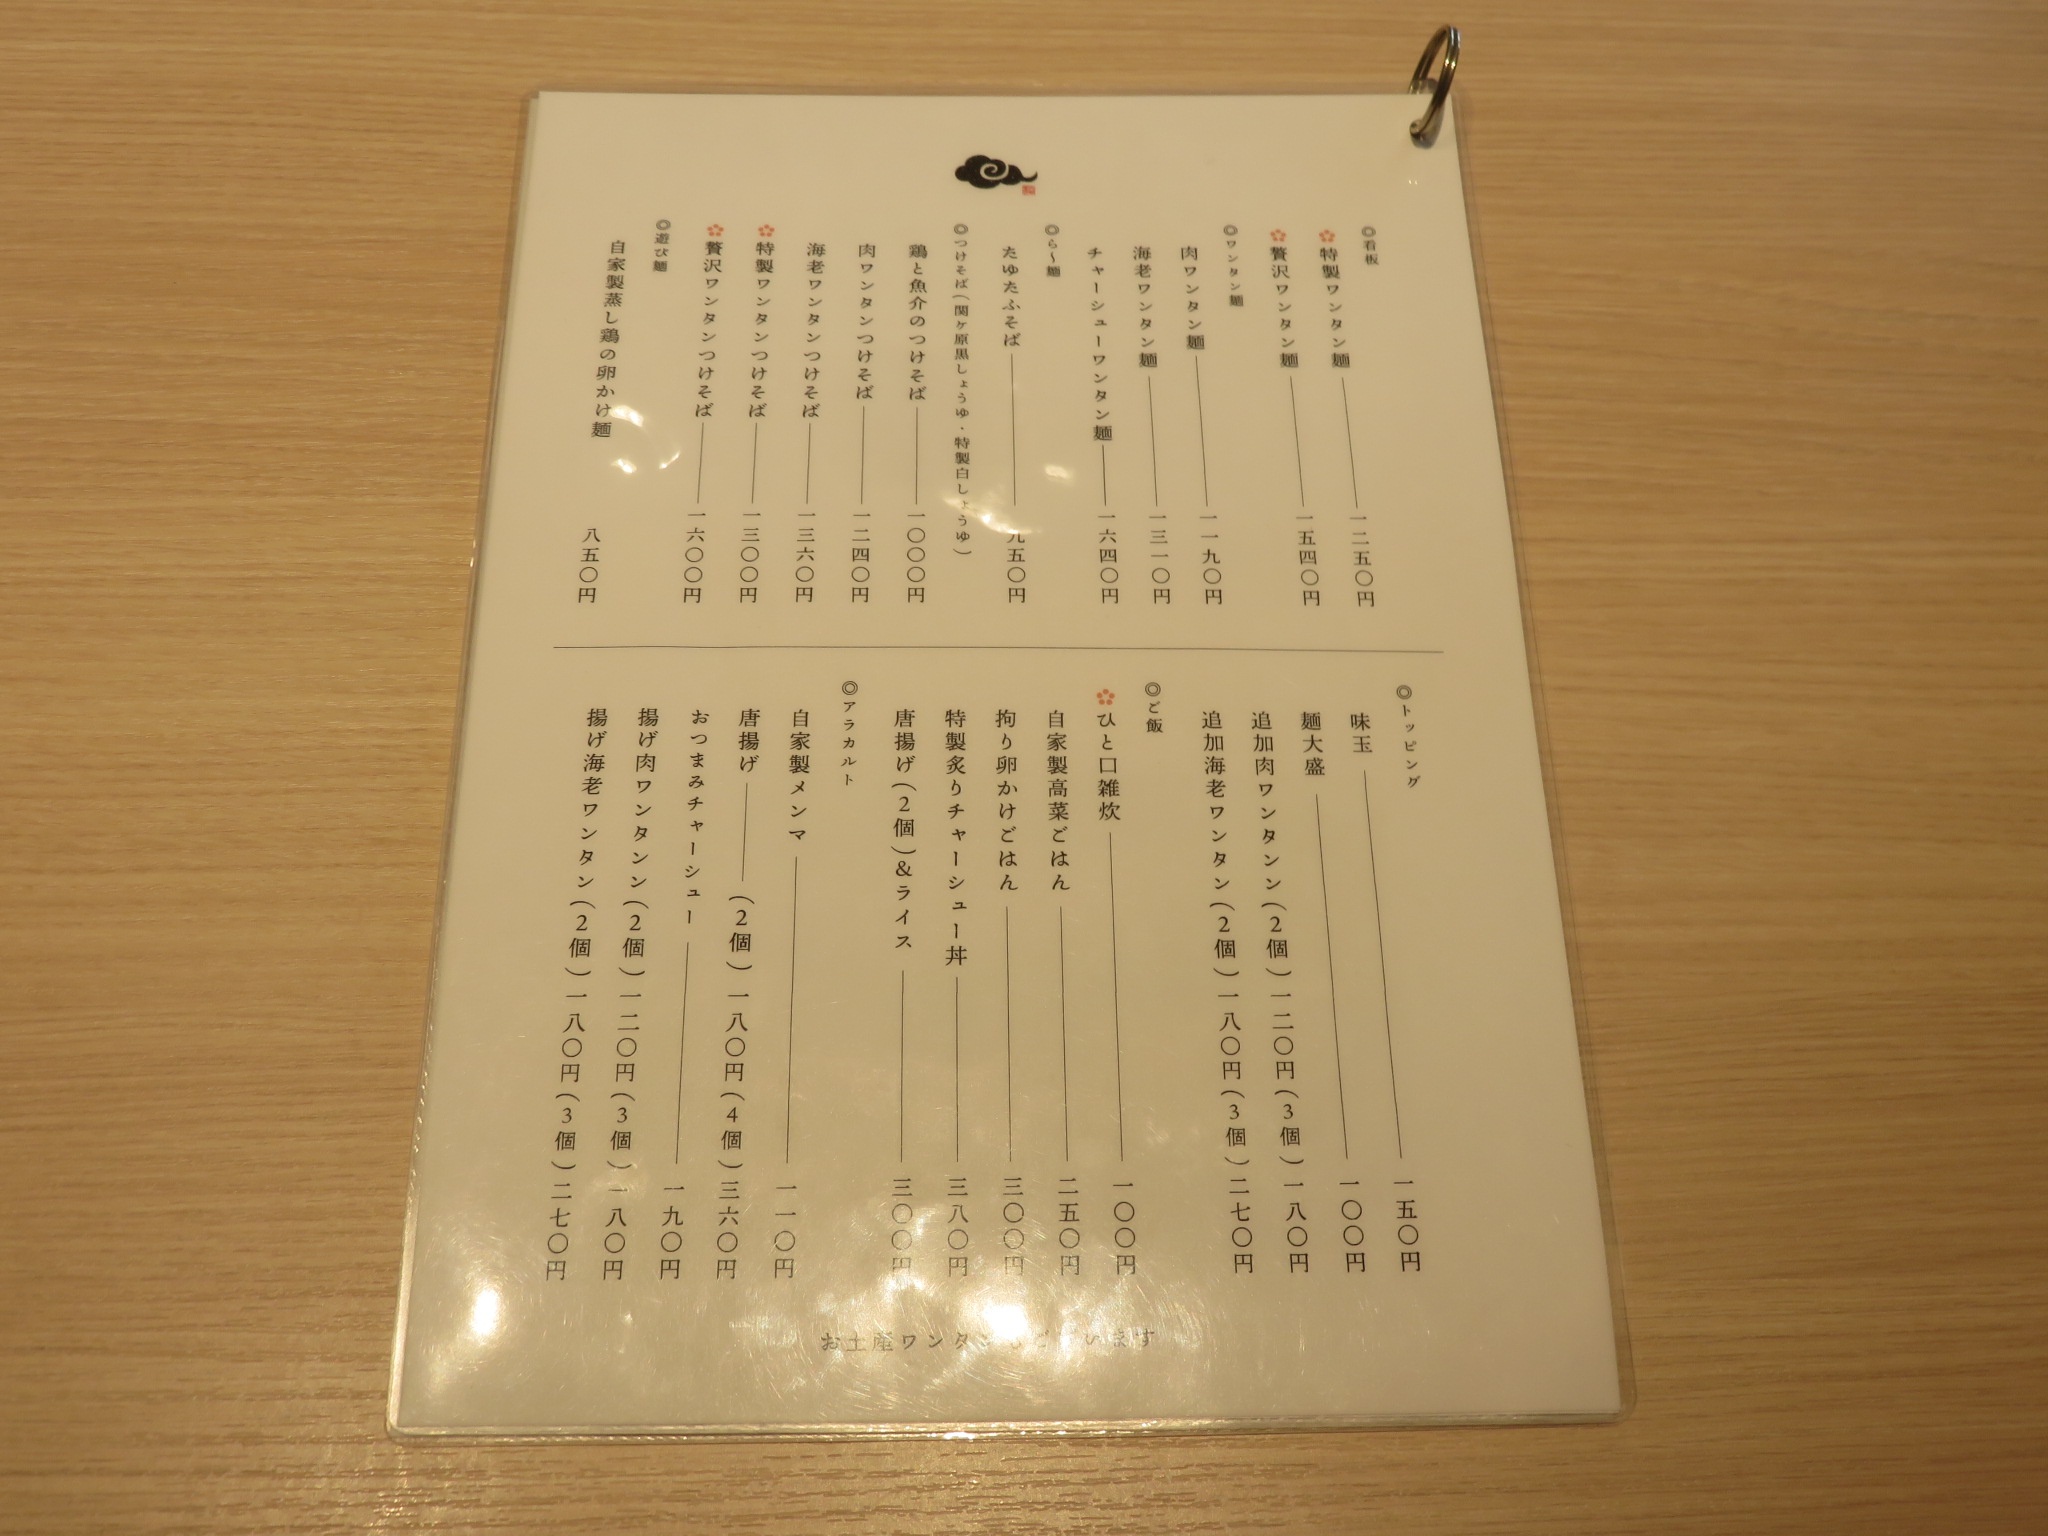 ◎看板
特製ワンタン麺 一二五〇円
贅沢ワンタン麺 一五四〇円
◎ワンタン麺
肉ワンタン麺 一一九〇円
海老ワンタン麺 一三一〇円
チャーシューワンタン麺 一六四〇円
◎らー麺
たゆたふそば 九五〇円
◎つけそば(関ヶ原黒しょうゆ・特製白しょうゆ)
鶏と魚介のつけそば 一〇〇〇円
肉ワンタンつけそば 一二四〇円
海老ワンタンつけそば 一三六〇円
特製ワンタンつけそば 一三〇〇円
贅沢ワンタンつけそば 一六〇〇円
◎遊び麺
自家製蒸し鶏の卵かけ麺 八五〇円
◎トッピング
味玉 一五〇円
麺大盛 一〇〇円
追加肉ワンタン(2個)一二〇円(3個)一八〇円
追加海老ワンタン(2個)一八〇円(3個)二七〇円
◎ご飯
ひと口雑炊 一〇〇円
自家製高菜ごはん 二五〇円
拘り卵かけごはん 三〇〇円
特製炙りチャーシュー丼 三八〇円
唐揚げ(2個)&ライス 三〇〇円
◎アラカルト
自家製メンマ 一一〇円
唐揚げ (2個)一八〇円(4個)三六〇円
おつまみチャーシュー 一九〇円
揚げ肉ワンタン(2個)一二〇円(3個)一八〇円
揚げ海老ワンタン(2個)一八〇円(3個)二七〇円
お土産ワンタンもございます